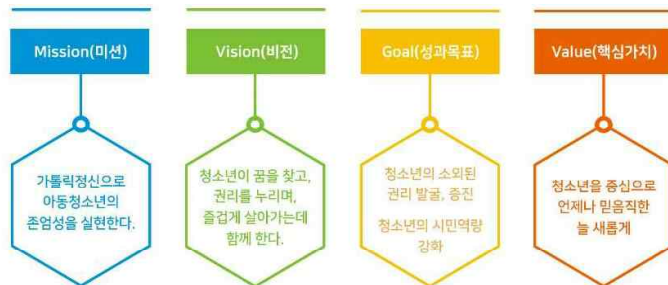 Mission(미션)
가톨릭정신으로
아동청소년의
존엄성을 실현한다.
Vision(비전)
청소년이 꿈을 찾고,
권리를 누리며,
즐겁게 살아가는데
함께 한다.
Goal(성과목표)
청소년의 소외된
권리 발굴, 증진
청소년의 시민역량
강화
Value(핵심가치)
청소년을 중심으로
언제나 믿음직한
늘 새롭게